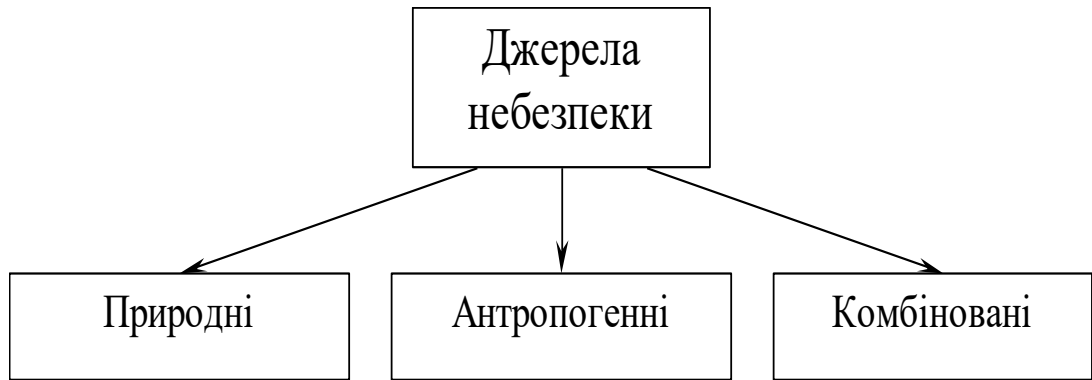 Джерела
небезпеки
Природні
Антропогенні
Комбіновані